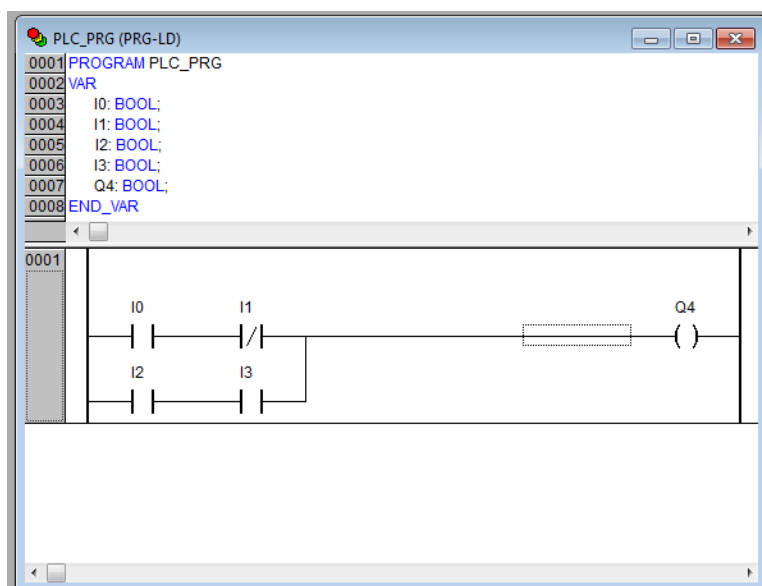 PLC_PRG (PRG-LD)
0001 PROGRAM PLC_PRG
0002 VAR
0003 I0: BOOL;
0004 I1: BOOL;
0005 I2: BOOL;
0006 I3: BOOL;
0007 Q4: BOOL;
0008 END_VAR
0001
I0 I1 Q4
I2 I3